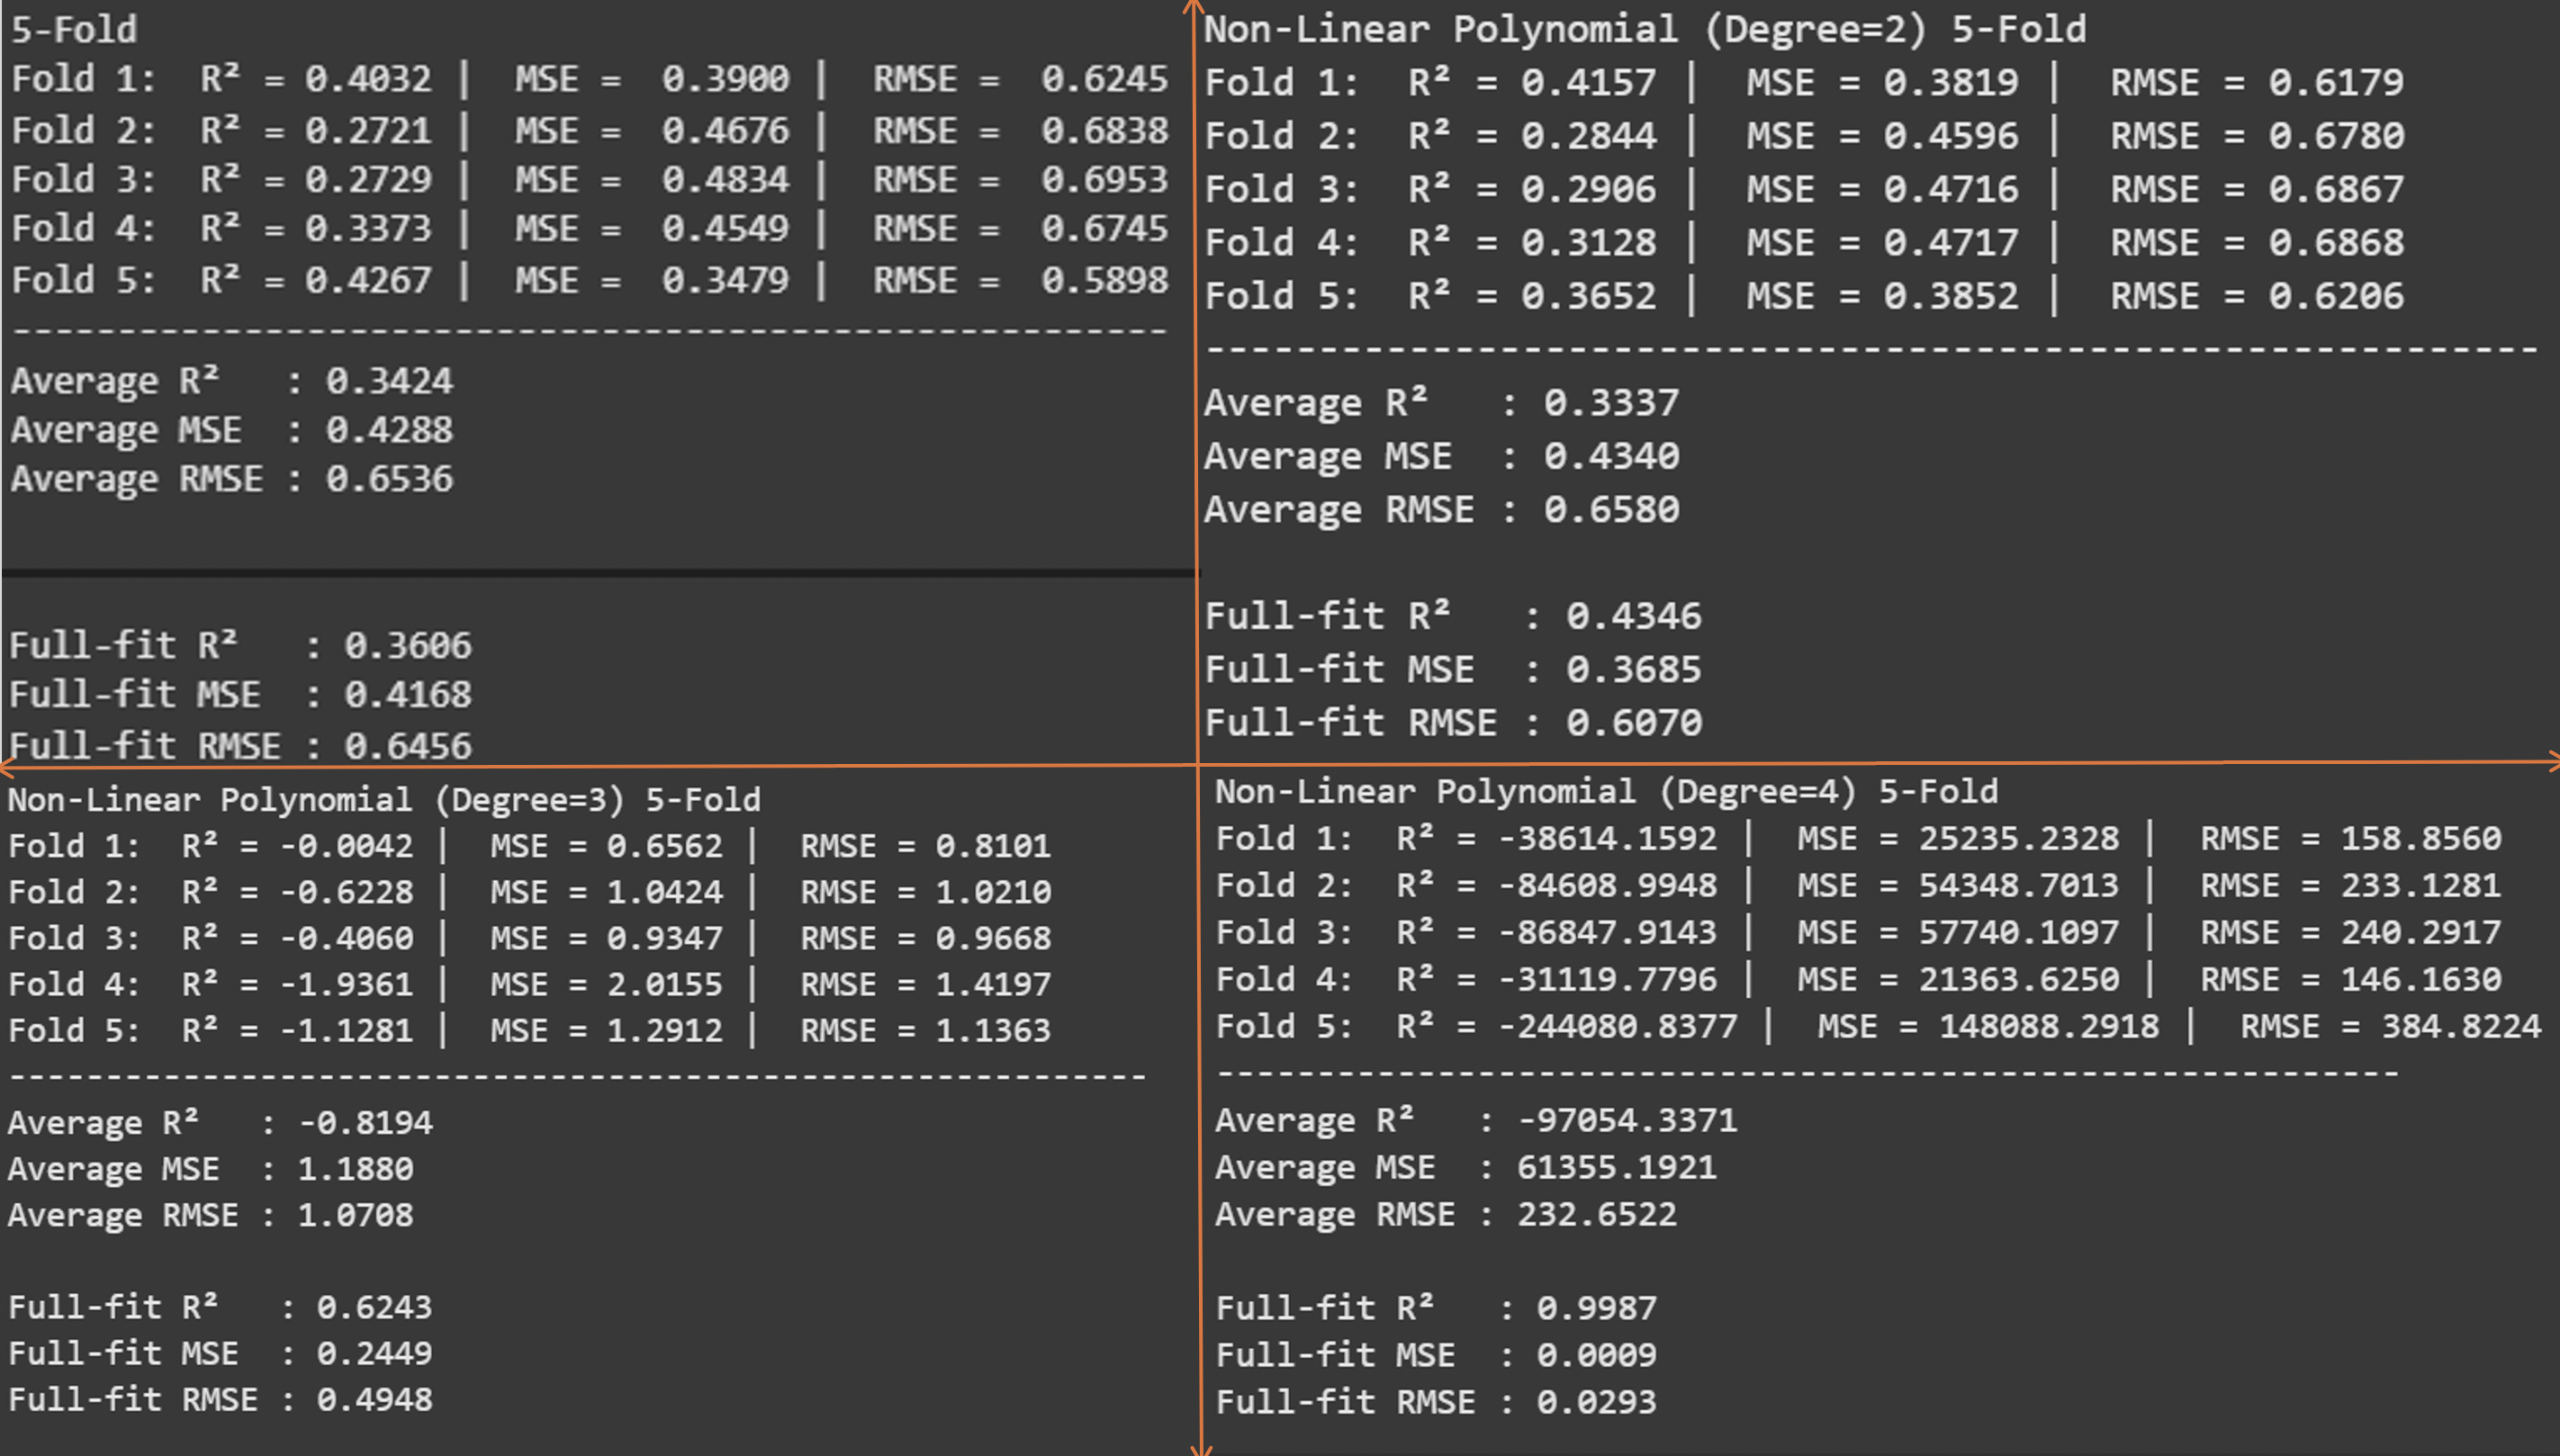 5-Fold
Fold 1:  R² = 0.4032 |  MSE =  0.3900 |  RMSE =  0.6245
Fold 2:  R² = 0.2721 |  MSE =  0.4676 |  RMSE =  0.6838
Fold 3:  R² = 0.2729 |  MSE =  0.4834 |  RMSE =  0.6953
Fold 4:  R² = 0.3373 |  MSE =  0.4549 |  RMSE =  0.6745
Fold 5:  R² = 0.4267 |  MSE =  0.3479 |  RMSE =  0.5898
-------------------------------------------------------
Average R²   : 0.3424
Average MSE  : 0.4288
Average RMSE : 0.6536
Full-fit R²   : 0.3606
Full-fit MSE  : 0.4168
Full-fit RMSE : 0.6456
Non-Linear Polynomial (Degree=2) 5-Fold
Fold 1:  R² = 0.4157 |  MSE = 0.3819 |  RMSE = 0.6179
Fold 2:  R² = 0.2844 |  MSE = 0.4596 |  RMSE = 0.6780
Fold 3:  R² = 0.2906 |  MSE = 0.4716 |  RMSE = 0.6867
Fold 4:  R² = 0.3128 |  MSE = 0.4717 |  RMSE = 0.6868
Fold 5:  R² = 0.3652 |  MSE = 0.3852 |  RMSE = 0.6206
-----------------------------------------------------------
Average R²   : 0.3337
Average MSE  : 0.4340
Average RMSE : 0.6580
Full-fit R²   : 0.4346
Full-fit MSE  : 0.3685
Full-fit RMSE : 0.6070
Non-Linear Polynomial (Degree=3) 5-Fold
Fold 1:  R² = -0.0042 |  MSE = 0.6562 |  RMSE = 0.8101
Fold 2:  R² = -0.6228 |  MSE = 1.0424 |  RMSE = 1.0210
Fold 3:  R² = -0.4060 |  MSE = 0.9347 |  RMSE = 0.9668
Fold 4:  R² = -1.9361 |  MSE = 2.0155 |  RMSE = 1.4197
Fold 5:  R² = -1.1281 |  MSE = 1.2912 |  RMSE = 1.1363
-----------------------------------------------------------
Average R²   : -0.8194
Average MSE  : 1.1880
Average RMSE : 1.0708
Full-fit R²   : 0.6243
Full-fit MSE  : 0.2449
Full-fit RMSE : 0.4948
Non-Linear Polynomial (Degree=4) 5-Fold
Fold 1:  R² = -38614.1592 |  MSE = 25235.2328 |  RMSE = 158.8560
Fold 2:  R² = -84608.9948 |  MSE = 54348.7013 |  RMSE = 233.1281
Fold 3:  R² = -86847.9143 |  MSE = 57740.1097 |  RMSE = 240.2917
Fold 4:  R² = -31119.7796 |  MSE = 21363.6250 |  RMSE = 146.1630
Fold 5:  R² = -244080.8377 |  MSE = 148088.2918 |  RMSE = 384.8224
-----------------------------------------------------------
Average R²   : -97054.3371
Average MSE  : 61355.1921
Average RMSE : 232.6522
Full-fit R²   : 0.9987
Full-fit MSE  : 0.0009
Full-fit RMSE : 0.0293